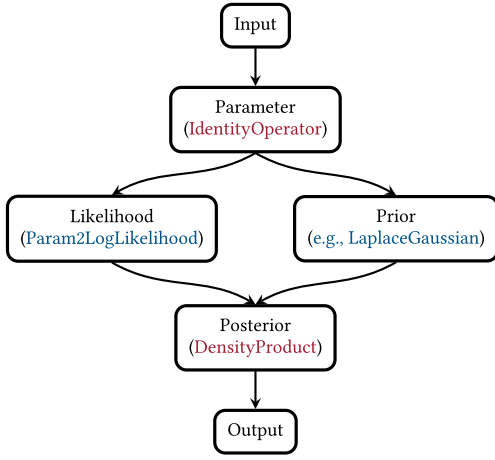 Input
Parameter
(IdentityOperator)
Likelihood
(Param2LogLikelihood)
Prior
(e.g., LaplaceGaussian)
Posterior
(DensityProduct)
Output